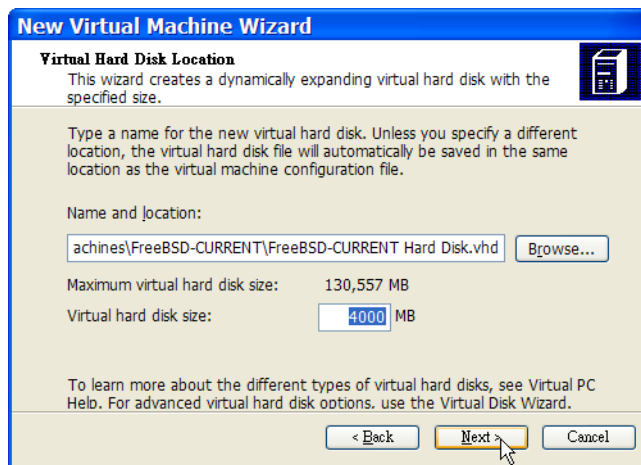 New Virtual Machine Wizard
Virtual Hard Disk Location
This wizard creates a dynamically expanding virtual hard disk with the
specified size.
Type a name for the new virtual hard disk. Unless you specify a different
location, the virtual hard disk file will automatically be saved in the same
location as the virtual machine configuration file.
Name and location:
achines\FreeBSD-CURRENT\FreeBSD-CURRENT Hard Disk.vhd Browse...
Maximum virtual hard disk size: 130,557 MB
Virtual hard disk size: 4000 MB
To learn more about the different types of virtual hard disks, see Virtual PC
Help. For advanced virtual hard disk options, use the Virtual Disk Wizard.
< Back Next > Cancel